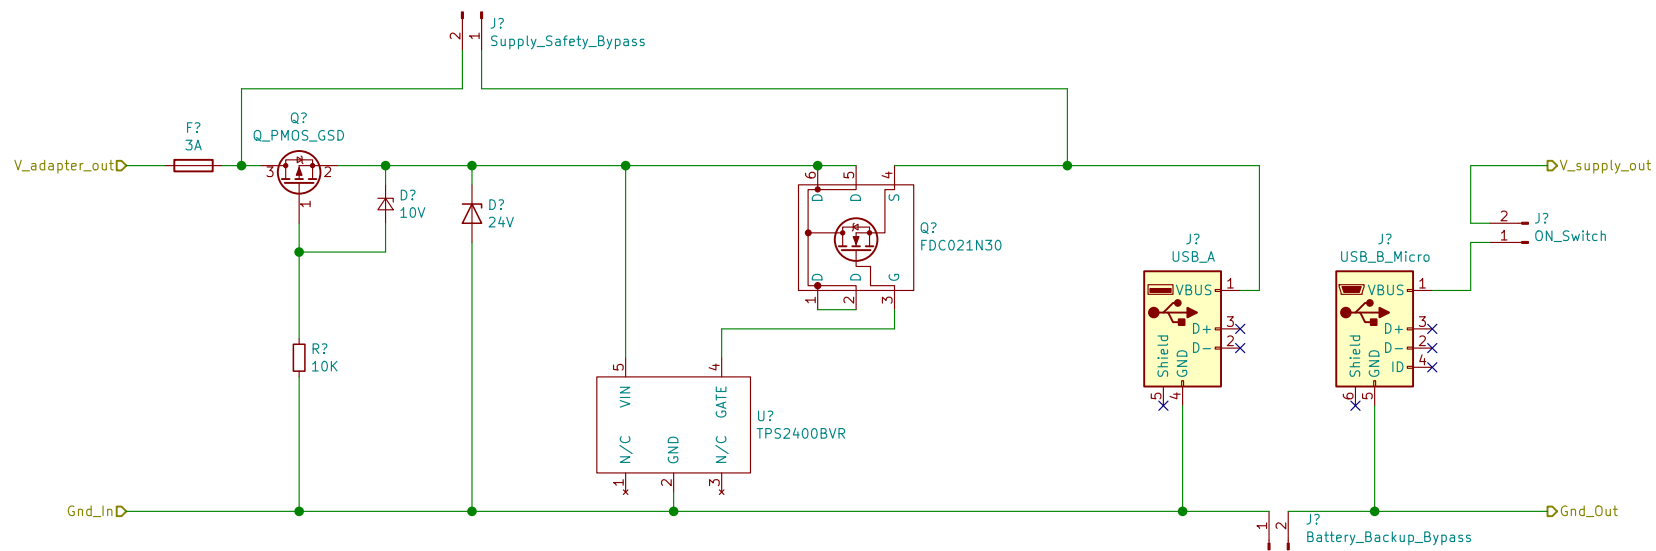 J?
Supply_Safety_Bypass
2
1
Q?
Q_PMOS_GSD
F?
3A
V_adapter_out
3
2
1
D?
10V
D?
24V
6
5
4
D
D
S
Q?
FDC021N30
D
D
G
1
2
3
V_supply_out
2
1
J?
ON_Switch
J?
USB_A
VBUS
1
D+
3
D-
2
Shield
GND
5
4
J?
USB_B_Micro
VBUS
1
D+
3
D-
2
ID
4
Shield
GND
6
5
R?
10K
5
4
VIN
GATE
U?
TPS2400BVR
N/C
GND
N/C
1
2
3
Gnd_In
1
2
J?
Battery_Backup_Bypass
Gnd_Out